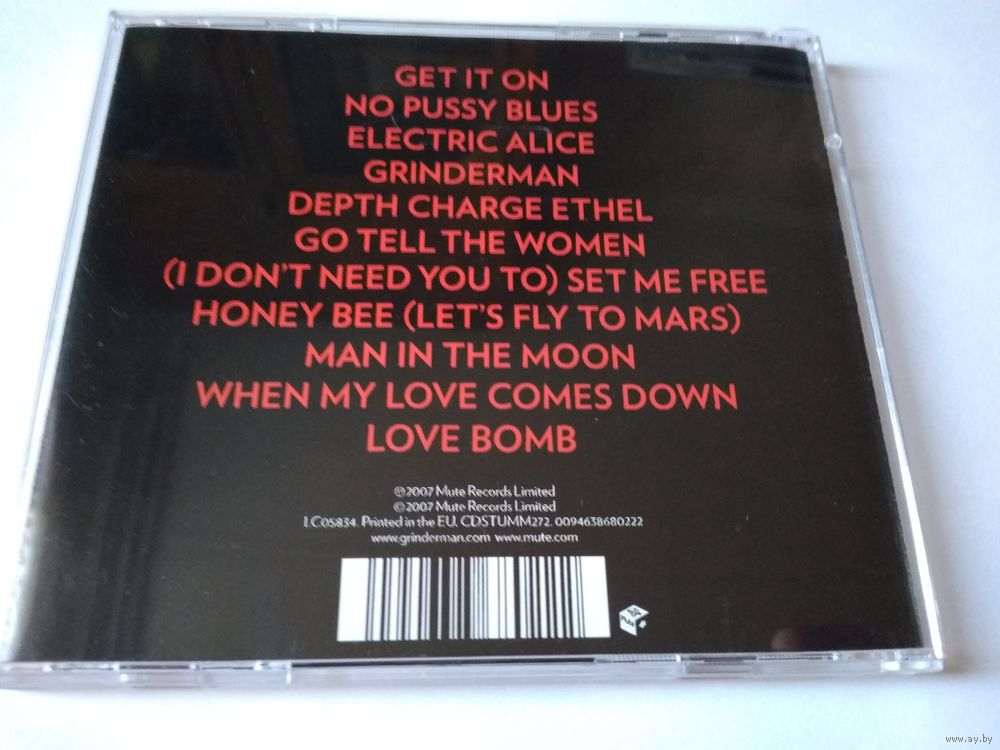 GET IT ON
NO PUSSY BLUES
ELECTRIC ALICE
GRINDERMAN
DEPTH CHARGE ETHEL
GO TELL THE WOMEN
(I DON'T NEED YOU TO) SET ME FREE
HONEY BEE (LET'S FLY TO MARS)
MAN IN THE MOON
WHEN MY LOVE COMES DOWN
LOVE BOMB
℗2007 Mute Records Limited
©2007 Mute Records Limited
LC05834. Printed in the EU. CDSTUMM272. 0094638680222
www.grinderman.com www.mute.com
www.ay.by